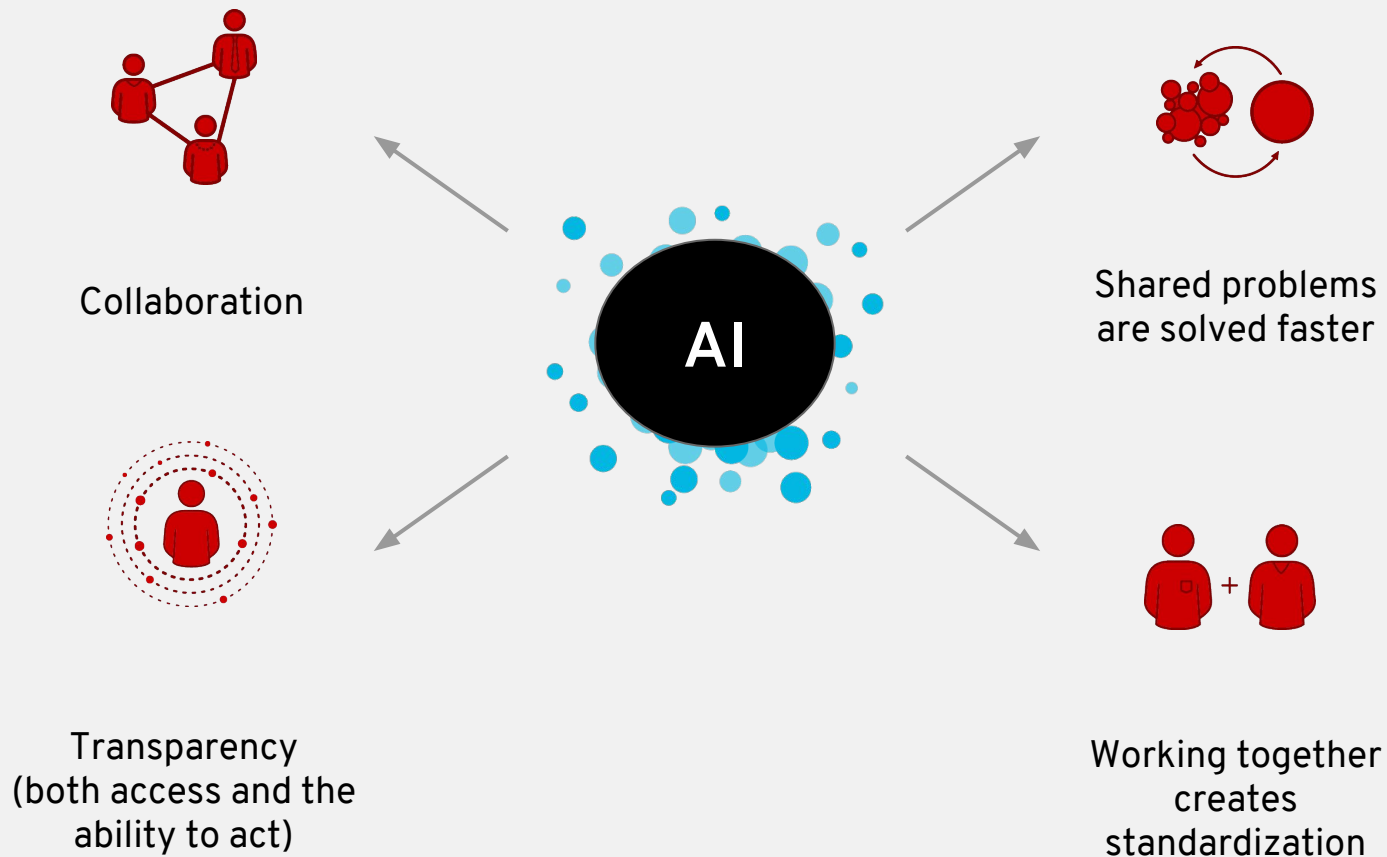 Collaboration
Shared problems
are solved faster
AI
Transparency
(both access and the
ability to act)
Working together
creates
standardization